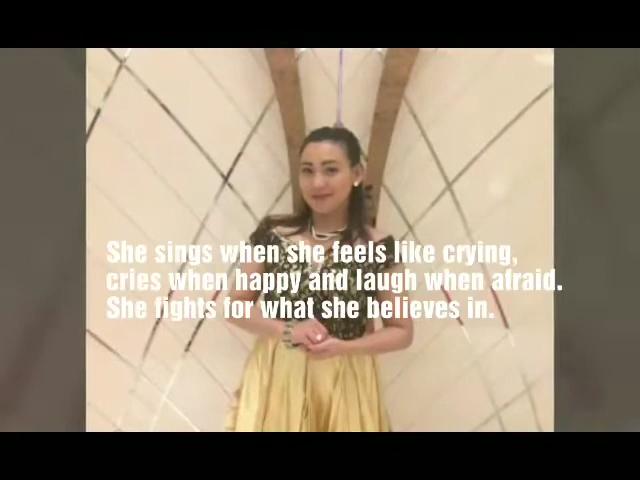 She sings when she feels like crying,
cries when happy and laugh when afraid.
She fights for what she believes in.